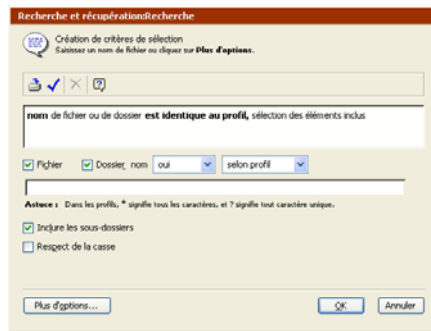 Recherche et récupération:Recherche
Création de critères de sélection
Saisissez un nom de fichier ou cliquez sur Plus d'options.
nom de fichier ou de dossier est identique au profil, sélection des éléments inclus
Fichier Dossier, nom oui selon profil
Astuce : Dans les profils, * signifie tous les caractères, et ? signifie tout caractère unique.
Inclure les sous-dossiers
Respect de la casse
Plus d'options... OK Annuler